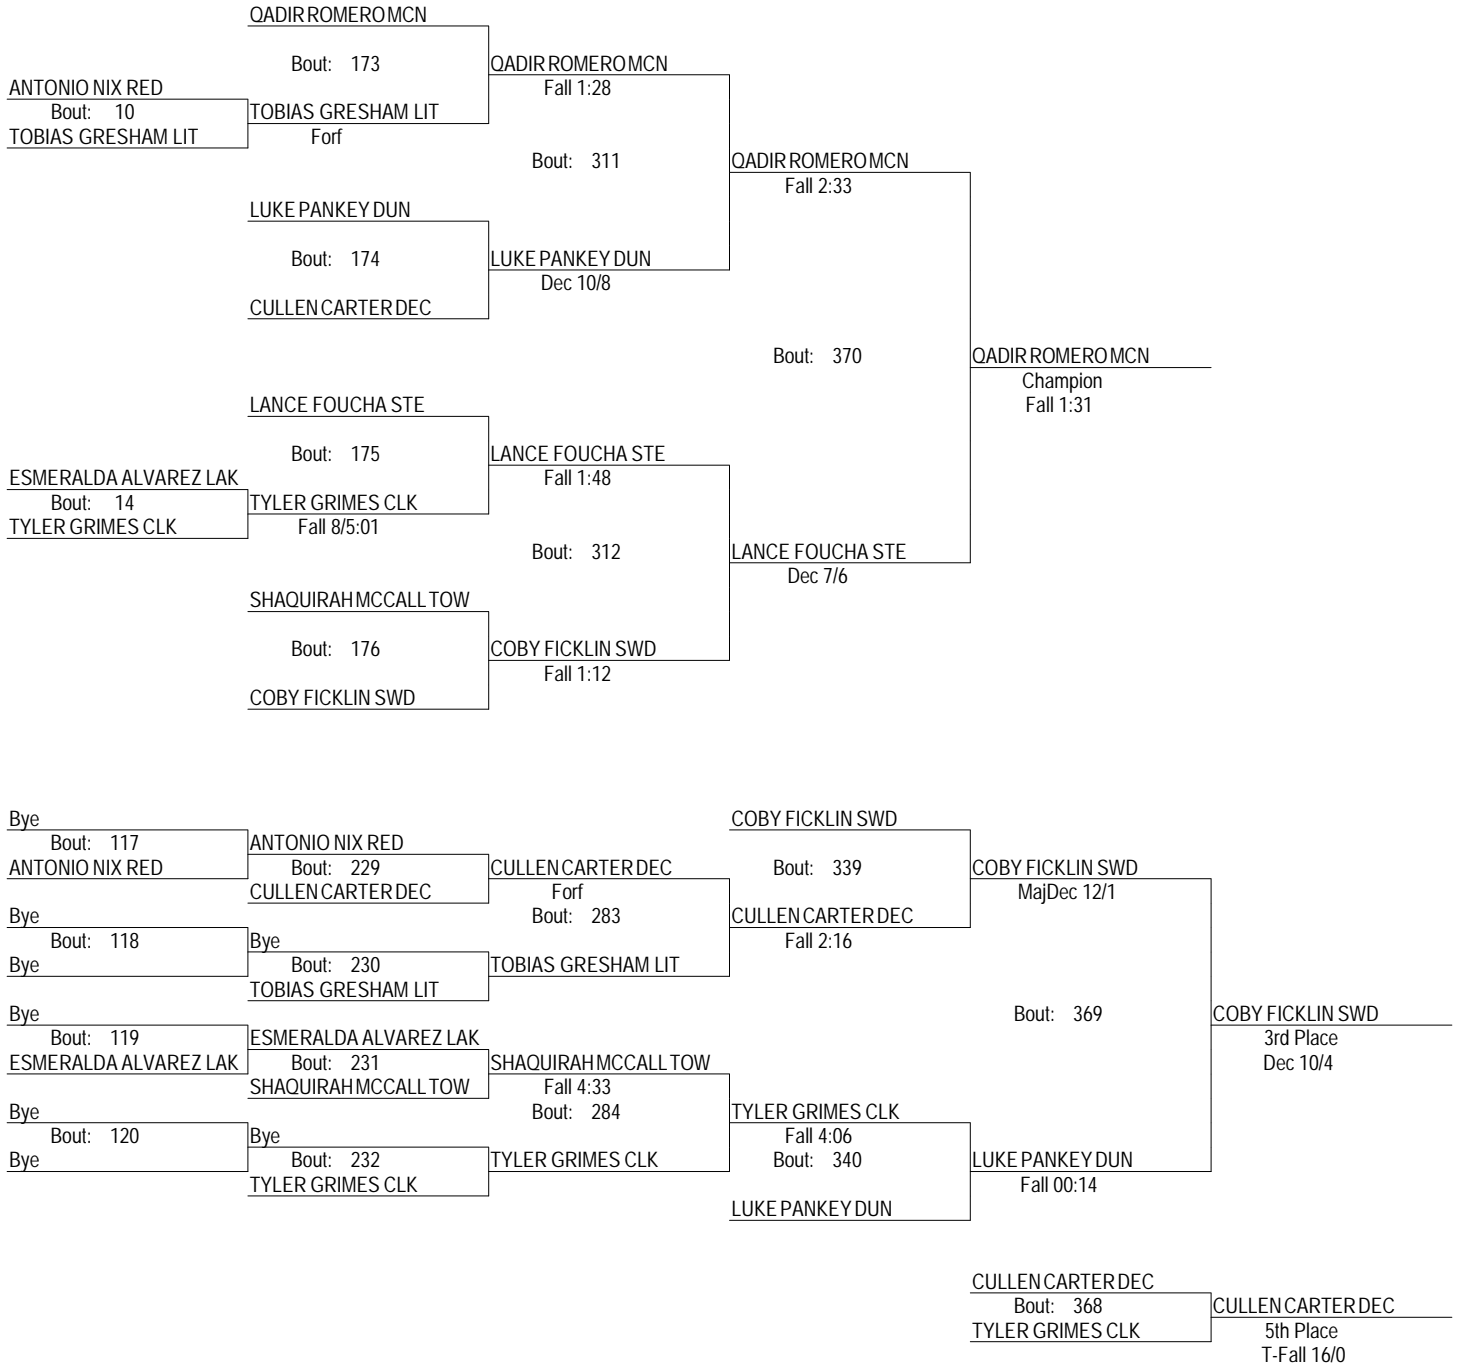 QADIR ROMERO MCN
Bout: 173
QADIR ROMERO MCN
ANTONIO NIX RED
Fall 1:28
Bout: 10
TOBIAS GRESHAM LIT
TOBIAS GRESHAM LIT
Forf
Bout: 311
QADIR ROMERO MCN
Fall 2:33
LUKE PANKEY DUN
Bout: 174
LUKE PANKEY DUN
Dec 10/8
CULLEN CARTER DEC
Bout: 370
QADIR ROMERO MCN
Champion
Fall 1:31
LANCE FOUCHA STE
Bout: 175
LANCE FOUCHA STE
ESMERALDA ALVAREZ LAK
Fall 1:48
Bout: 14
TYLER GRIMES CLK
TYLER GRIMES CLK
Fall 8/5:01
Bout: 312
LANCE FOUCHA STE
Dec 7/6
SHAQUIRAH MCCALL TOW
Bout: 176
COBY FICKLIN SWD
Fall 1:12
COBY FICKLIN SWD
Bye
COBY FICKLIN SWD
Bout: 117
ANTONIO NIX RED
ANTONIO NIX RED
Bout: 229
CULLEN CARTER DEC
Bout: 339
COBY FICKLIN SWD
CULLEN CARTER DEC
Forf
MajDec 12/1
Bye
Bout: 283
CULLEN CARTER DEC
Bout: 118
Bye
Fall 2:16
Bye
Bout: 230
TOBIAS GRESHAM LIT
TOBIAS GRESHAM LIT
Bye
Bout: 369
COBY FICKLIN SWD
Bout: 119
ESMERALDA ALVAREZ LAK
3rd Place
ESMERALDA ALVAREZ LAK
Bout: 231
SHAQUIRAH MCCALL TOW
Dec 10/4
SHAQUIRAH MCCALL TOW
Fall 4:33
Bye
Bout: 284
TYLER GRIMES CLK
Bout: 120
Bye
Fall 4:06
Bye
Bout: 232
TYLER GRIMES CLK
Bout: 340
LUKE PANKEY DUN
TYLER GRIMES CLK
Fall 00:14
LUKE PANKEY DUN
CULLEN CARTER DEC
Bout: 368
CULLEN CARTER DEC
TYLER GRIMES CLK
5th Place
T-Fall 16/0